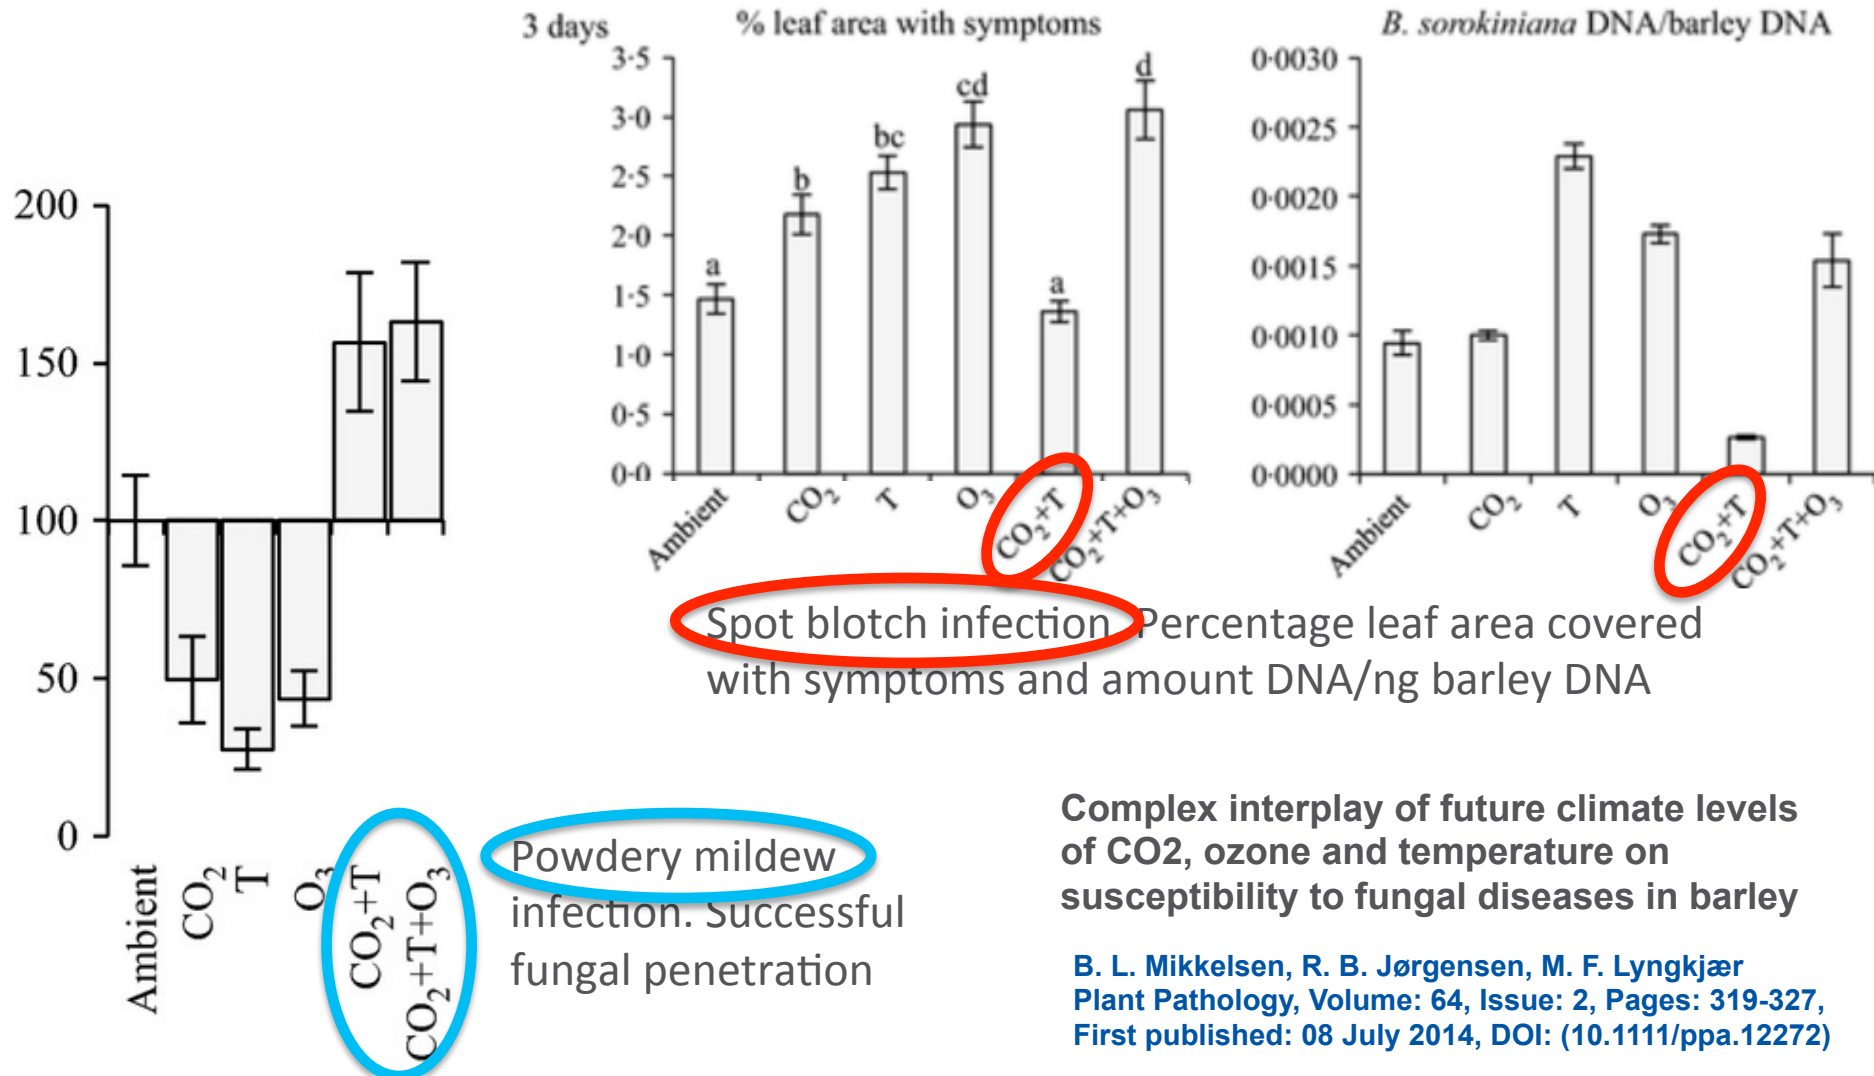 3 days
% leaf area with symptoms
3·5
3·0
2·5
2·0
1·5
1·0
0·5
0·0
a
b
bc
cd
a
d
Ambient
CO₂
T
O₃
CO₂+T
CO₂+T+O₃
B. sorokiniana DNA/barley DNA
0·0030
0·0025
0·0020
0·0015
0·0010
0·0005
0·0000
Ambient
CO₂
T
O₃
CO₂+T
CO₂+T+O₃
200
150
100
50
0
Ambient
CO₂
T
O₃
CO₂+T
CO₂+T+O₃
Spot blotch infection. Percentage leaf area covered
with symptoms and amount DNA/ng barley DNA
Powdery mildew
infection. Successful
fungal penetration
Complex interplay of future climate levels
of CO2, ozone and temperature on
susceptibility to fungal diseases in barley
B. L. Mikkelsen, R. B. Jørgensen, M. F. Lyngkjær
Plant Pathology, Volume: 64, Issue: 2, Pages: 319-327,
First published: 08 July 2014, DOI: (10.1111/ppa.12272)